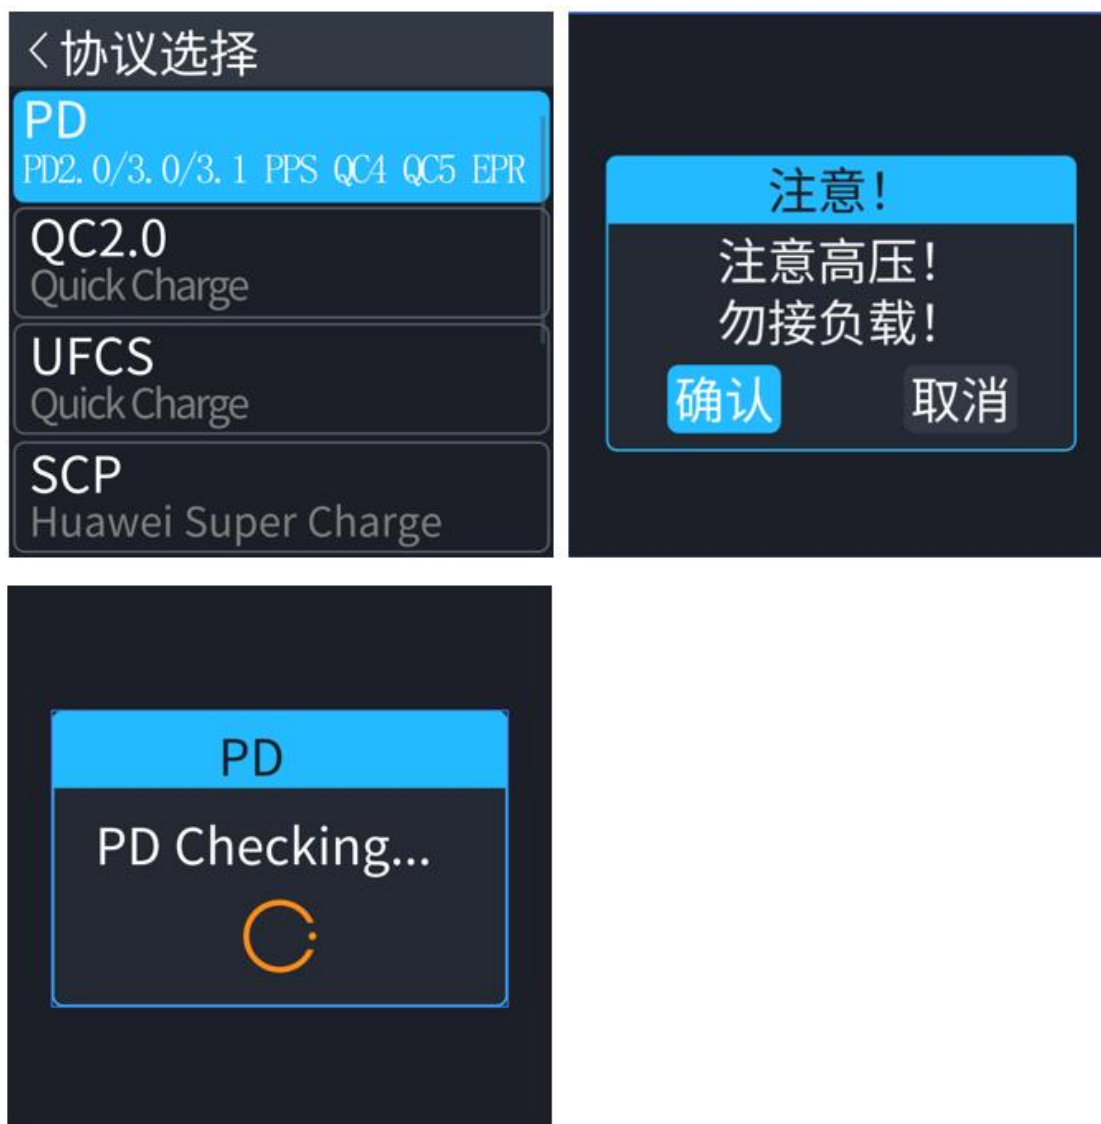 <协议选择
PD
PD2.0/3.0/3.1 PPS QC4 QC5 EPR
QC2.0
Quick Charge
UFCS
Quick Charge
SCP
Huawei Super Charge
注意!
注意高压!
勿接负载!
确认 取消
PD
PD Checking...